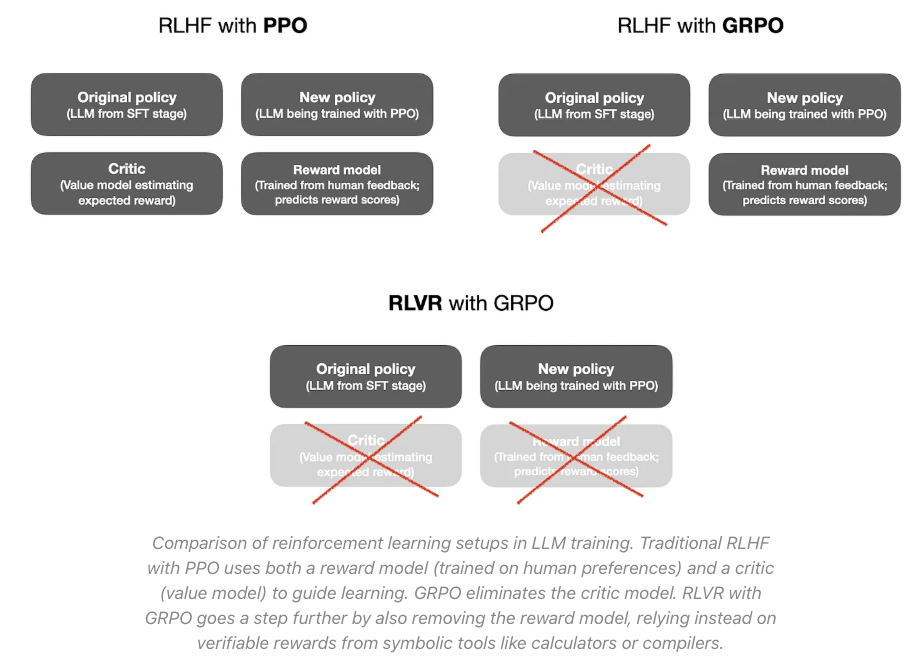 RLHF with PPO
RLHF with GRPO
Original policy
(LLM from SFT stage)
New policy
(LLM being trained with PPO)
Critic
(Value model estimating
expected reward)
Reward model
(Trained from human feedback;
predicts reward scores)
Original policy
(LLM from SFT stage)
New policy
(LLM being trained with PPO)
Critic
(Value model estimating
expected reward)
Reward model
(Trained from human feedback;
predicts reward scores)
RLVR with GRPO
Original policy
(LLM from SFT stage)
New policy
(LLM being trained with PPO)
Critic
(Value model estimating
expected reward)
Reward model
(Trained from human feedback;
predicts reward scores)
Comparison of reinforcement learning setups in LLM training. Traditional RLHF
with PPO uses both a reward model (trained on human preferences) and a critic
(value model) to guide learning. GRPO eliminates the critic model. RLVR with
GRPO goes a step further by also removing the reward model, relying instead on
verifiable rewards from symbolic tools like calculators or compilers.